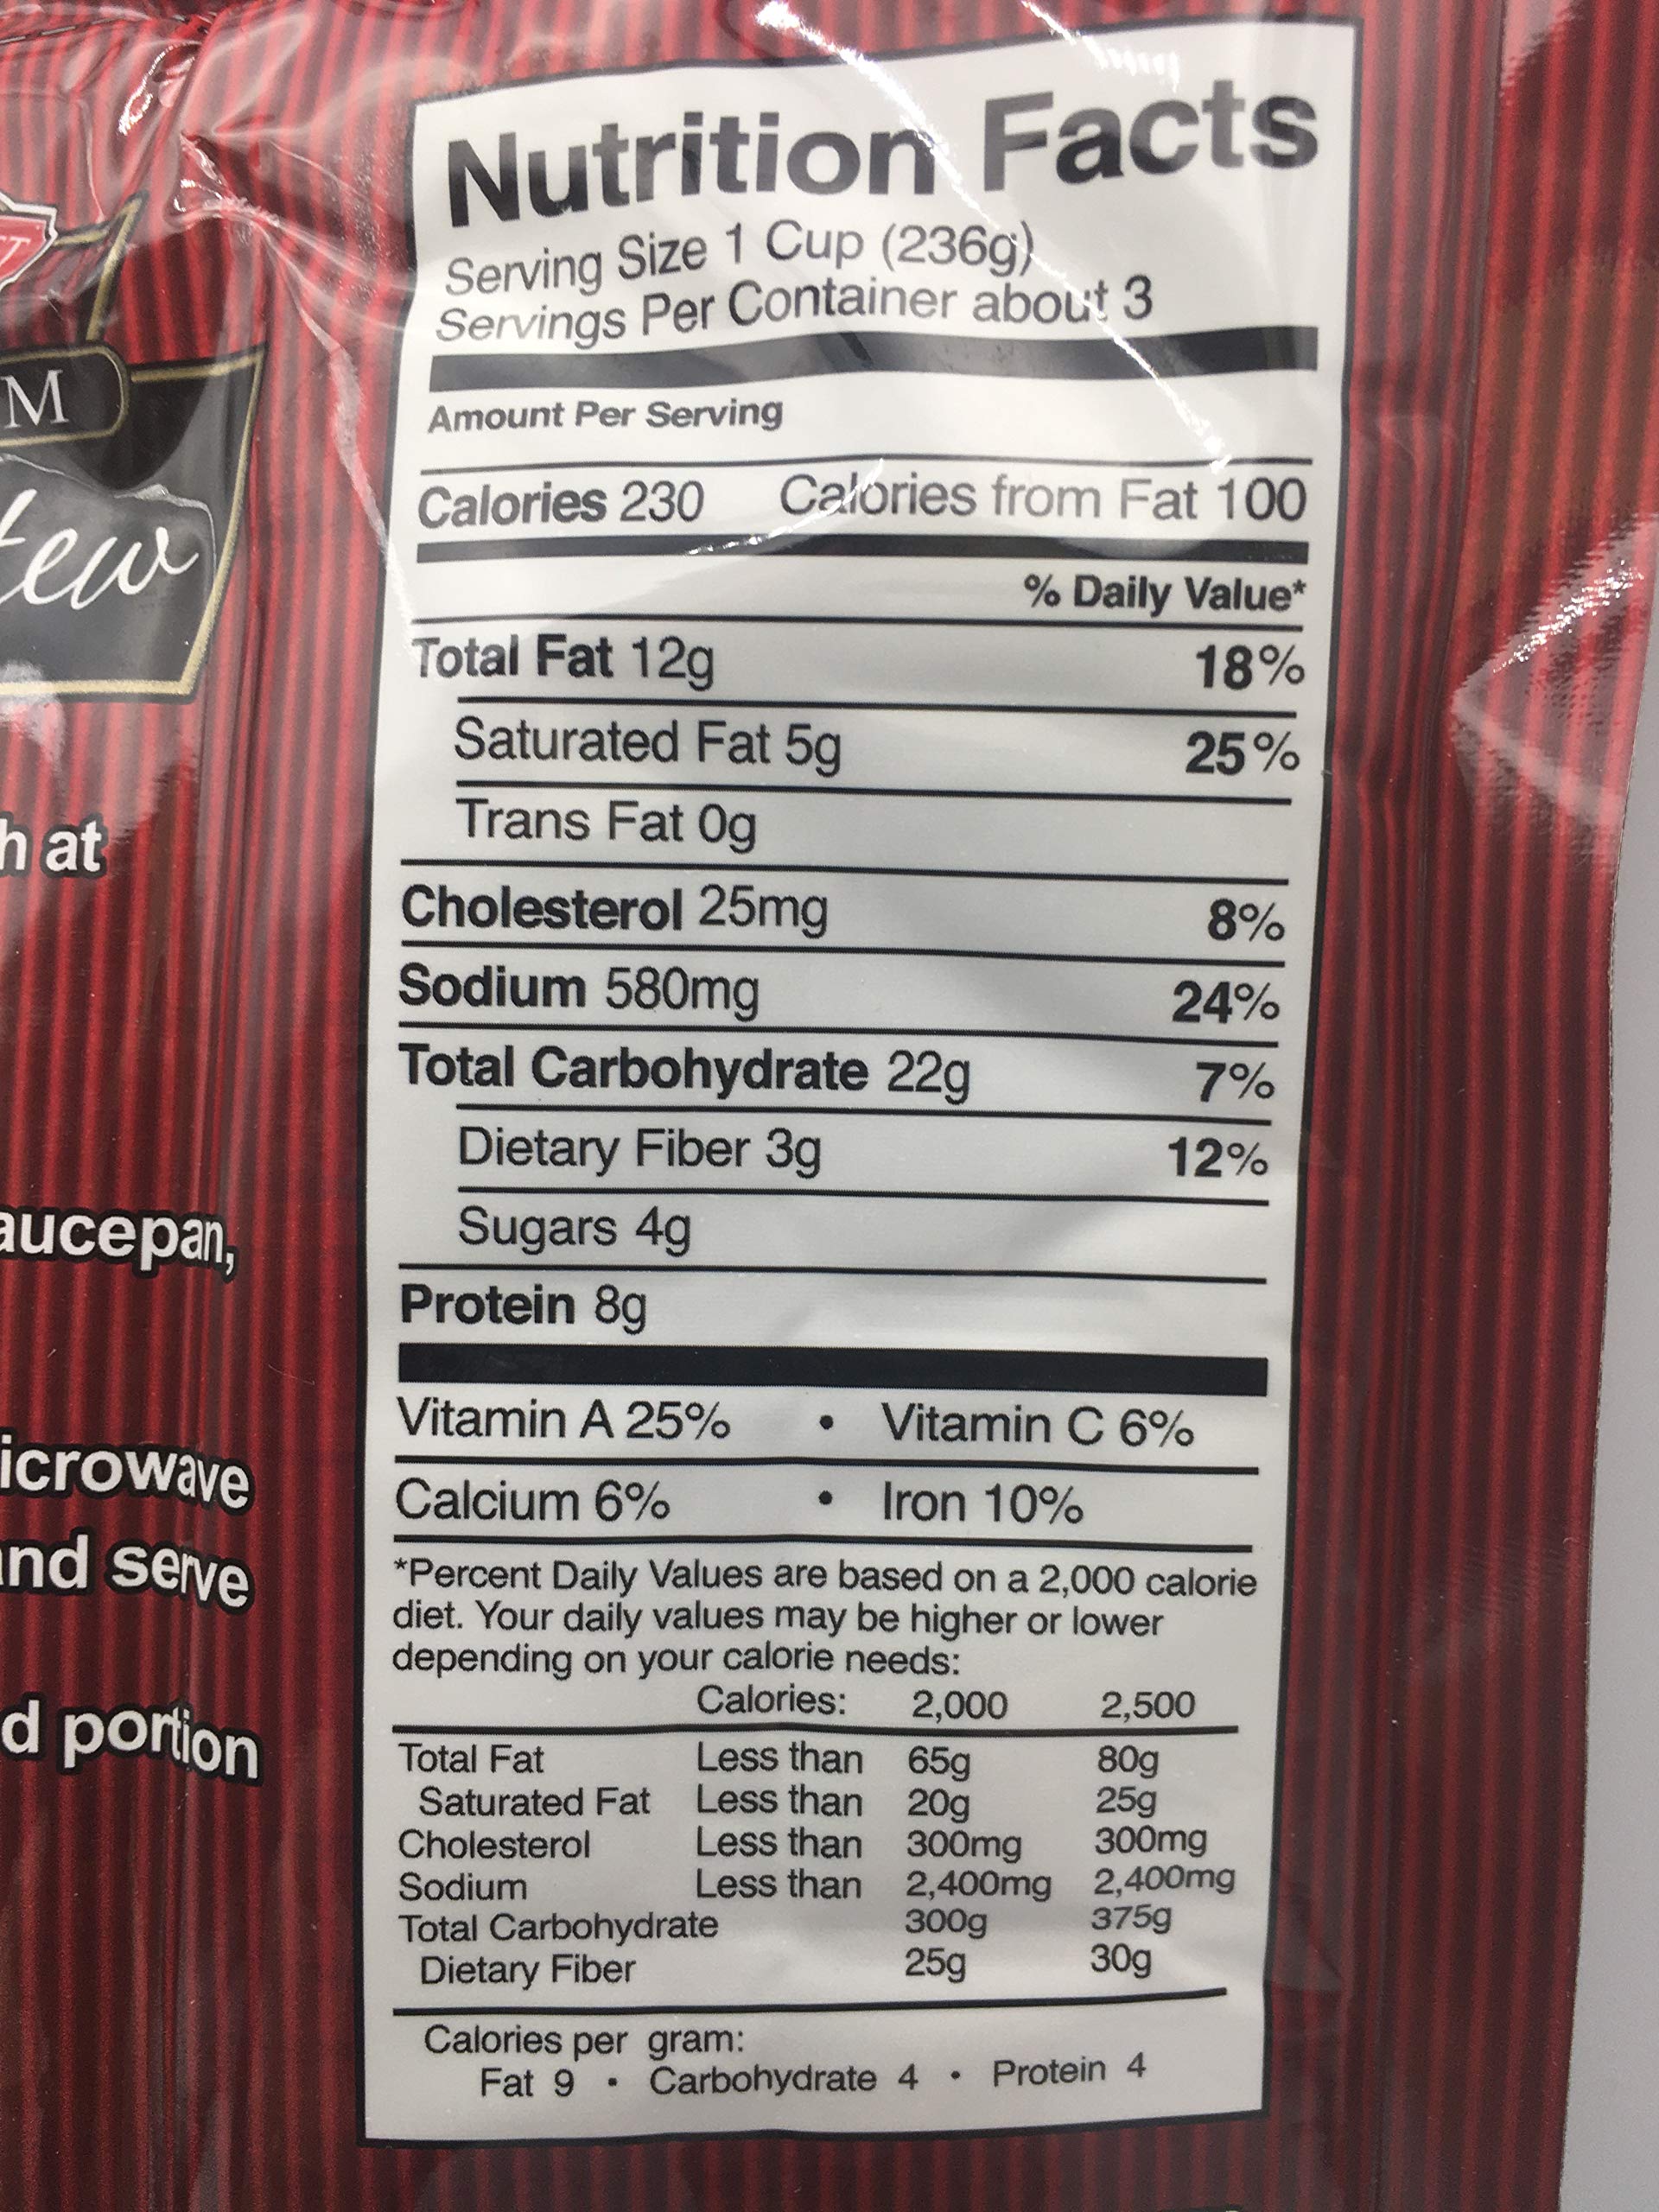 Nutrition Facts
Serving Size 1 Cup (236g)
Servings Per Container about 3
Amount Per Serving
Calories 230 Calories from Fat 100
% Daily Value*
Total Fat 12g 18%
Saturated Fat 5g 25%
Trans Fat 0g
Cholesterol 25mg 8%
Sodium 580mg 24%
Total Carbohydrate 22g 7%
Dietary Fiber 3g 12%
Sugars 4g
Protein 8g
Vitamin A 25% • Vitamin C 6%
Calcium 6% • Iron 10%
*Percent Daily Values are based on a 2,000 calorie
diet. Your daily values may be higher or lower
depending on your calorie needs:
Calories: 2,000 2,500
Total Fat Less than 65g 80g
Saturated Fat Less than 20g 25g
Cholesterol Less than 300mg 300mg
Sodium Less than 2,400mg 2,400mg
Total Carbohydrate 300g 375g
Dietary Fiber 25g 30g
Calories per gram:
Fat 9 • Carbohydrate 4 • Protein 4
M
tew
h at
aucepan,
icrowave
and serve
d portion